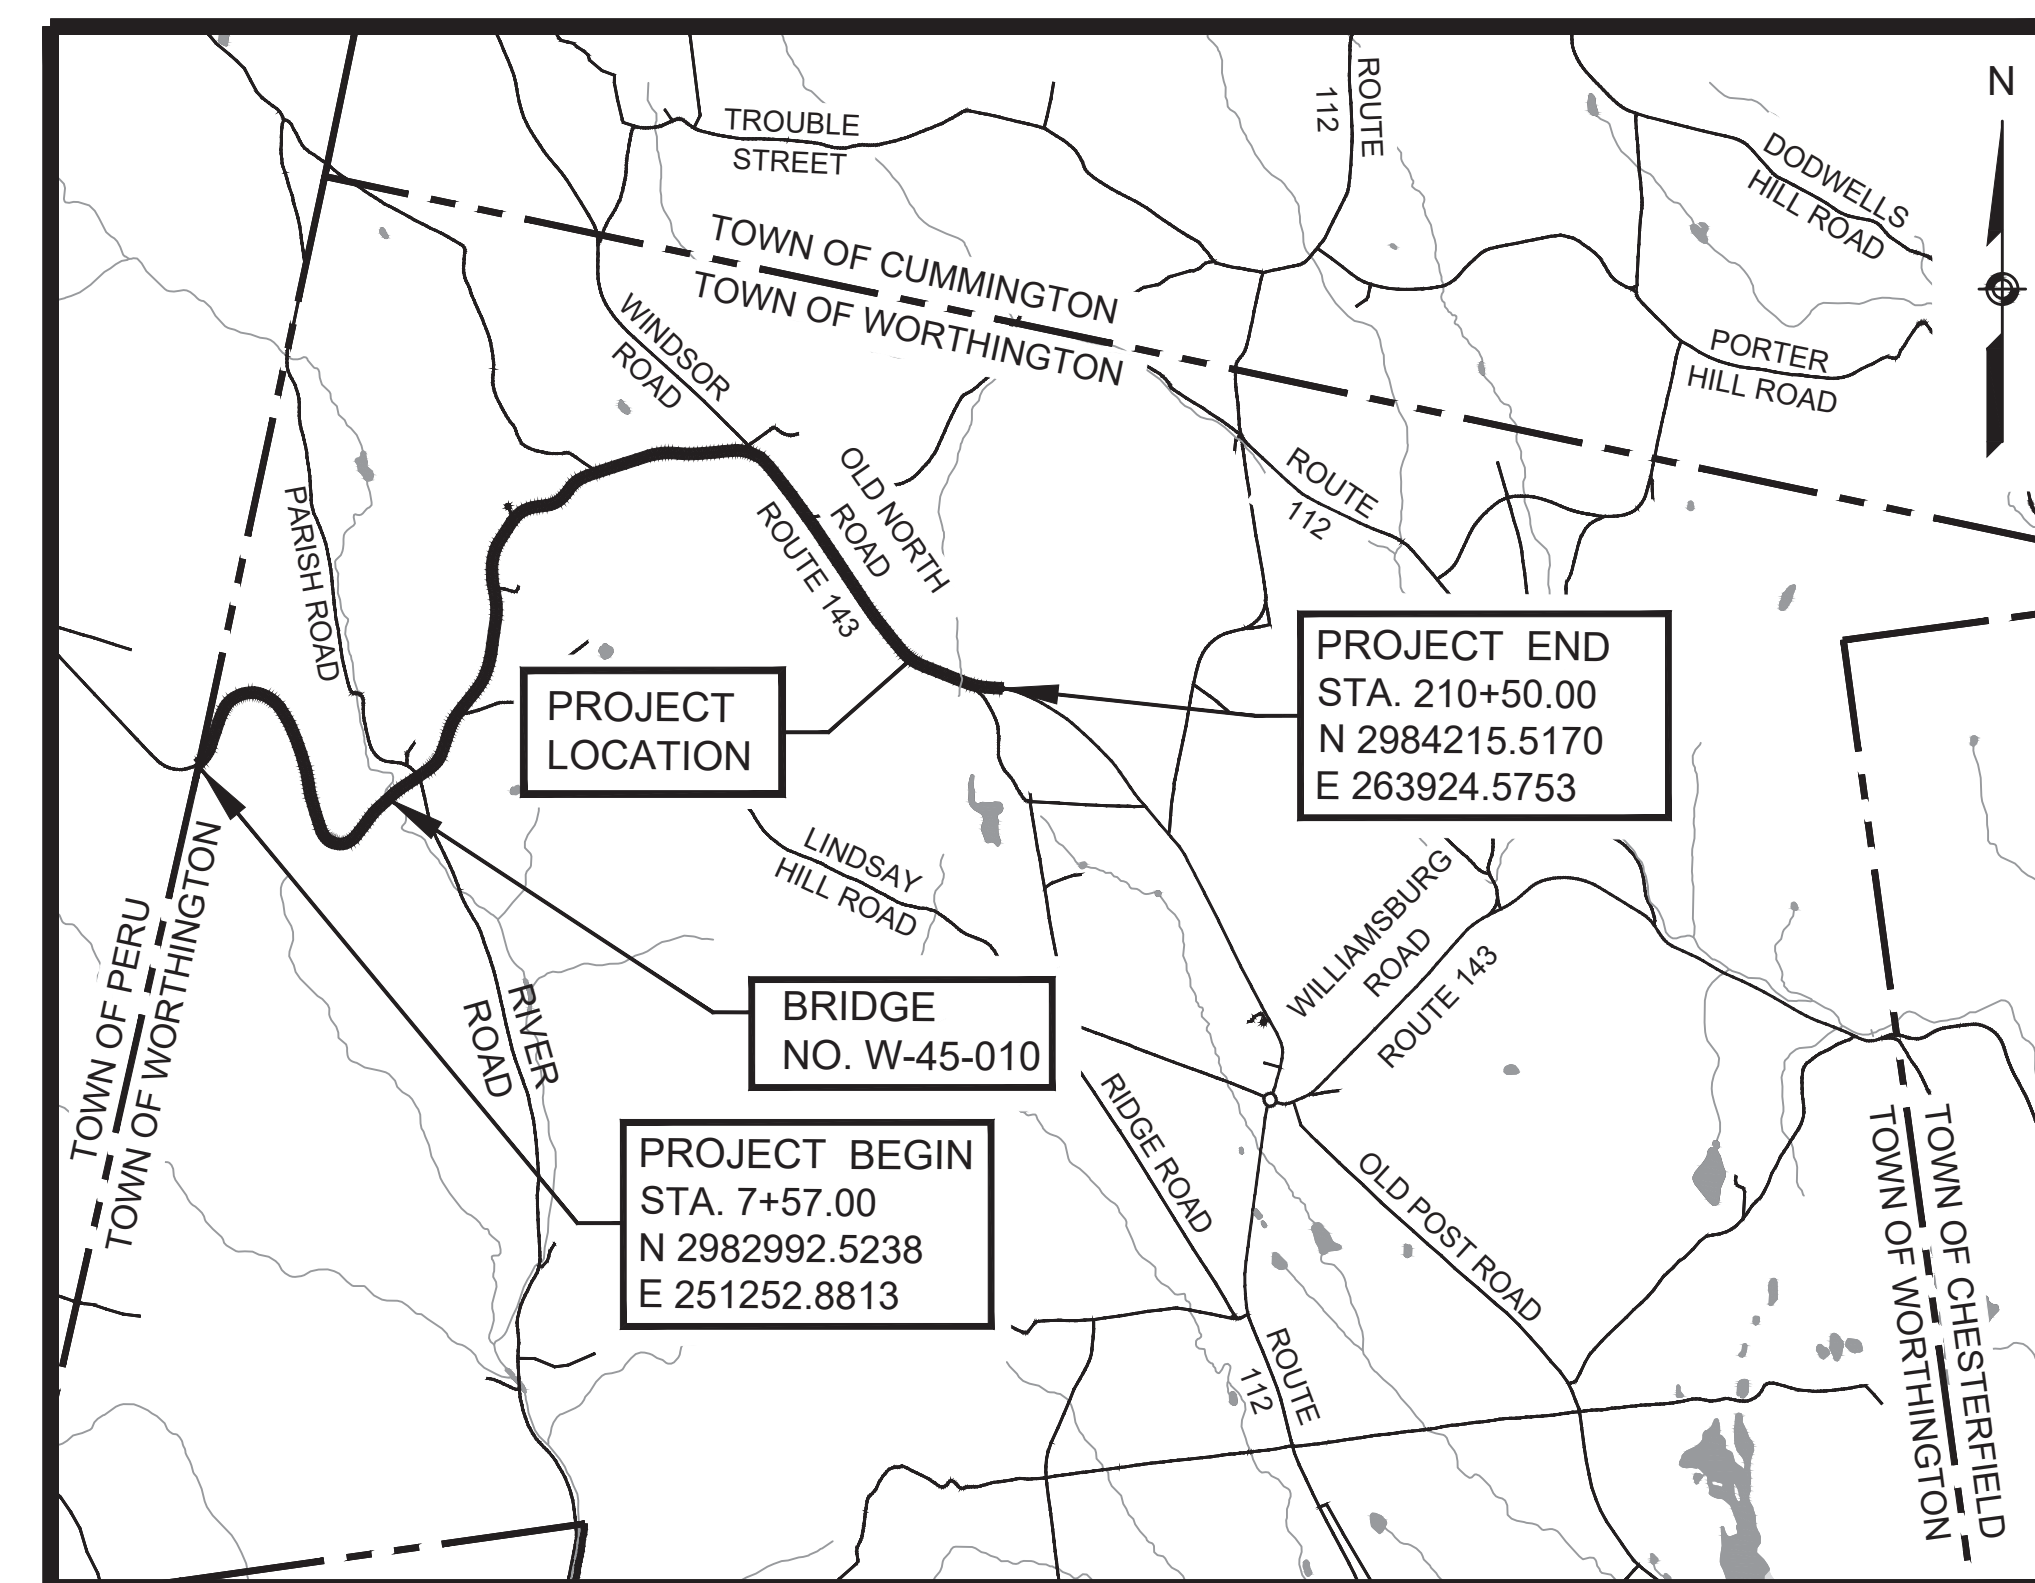 N
TROUBLE
STREET
ROUTE
112
DODWELLS
HILL ROAD
TOWN OF CUMMINGTON
TOWN OF WORTHINGTON
WINDSOR
ROAD
PORTER
HILL ROAD
OLD NORTH
ROAD
ROUTE 143
ROUTE
112
PARISH ROAD
PROJECT END
STA. 210+50.00
N 2984215.5170
E 263924.5753
PROJECT
LOCATION
LINDSAY
HILL ROAD
WILLIAMSBURG
ROAD
ROUTE 143
TOWN OF PERU
TOWN OF WORTHINGTON
RIVER
ROAD
BRIDGE
NO. W-45-010
RIDGE ROAD
PROJECT BEGIN
STA. 7+57.00
N 2982992.5238
E 251252.8813
OLD POST ROAD
TOWN OF CHESTERFIELD
TOWN OF WORTHINGTON
ROUTE
112